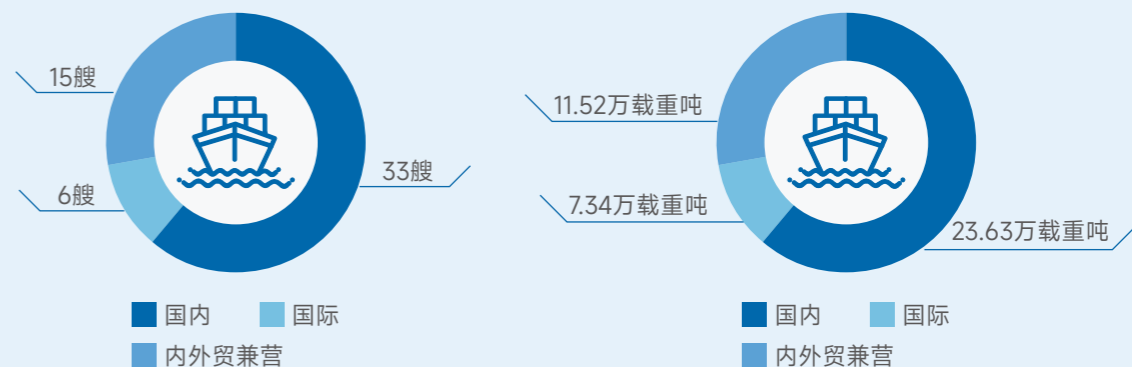 15艘
6艘
33艘
国内
国际
内外贸兼营
11.52万载重吨
7.34万载重吨
23.63万载重吨
国内
国际
内外贸兼营